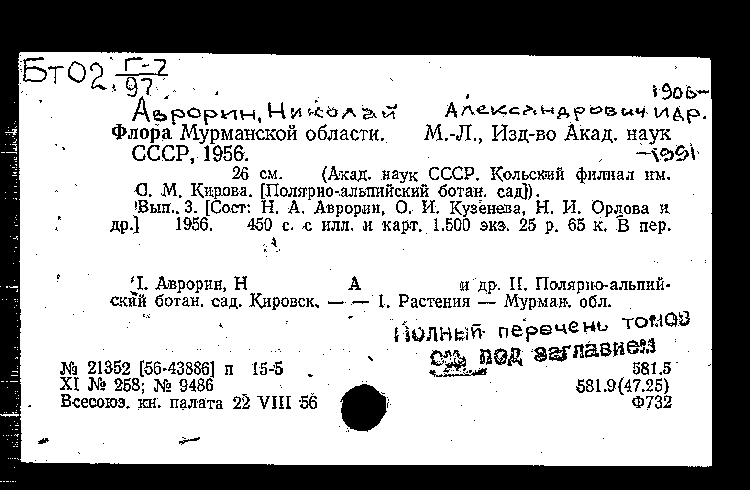 БТ02. Г-2
97
1906-
Аврорин, Николай Александрович и др.
Флора Мурманской области. М.-Л., Изд-во Акад. наук
СССР, 1956. -1991
26 см. (Акад. наук СССР. Кольский филиал им.
С. М. Кирова. [Полярно-альпийский ботан. сад]).
Вып. 3. [Сост: Н. А. Аврорин, О. И. Кузенева, Н. И. Орлова и
др.] 1956. 450 с. с илл. и карт. 1.500 экз. 25 р. 65 к. В пер.
I. Аврорин, Н А и др. II. Полярно-альпий-
ский ботан. сад. Кировск. — — 1. Растения — Мурман. обл.
Полный перечень томов
см. под заглавием
№ 21352 [56-43886] п 15-5 581.5
XI № 258; № 9486 581.9(47.25)
Всесоюз. кн. палата 22 VIII 56 Ф732